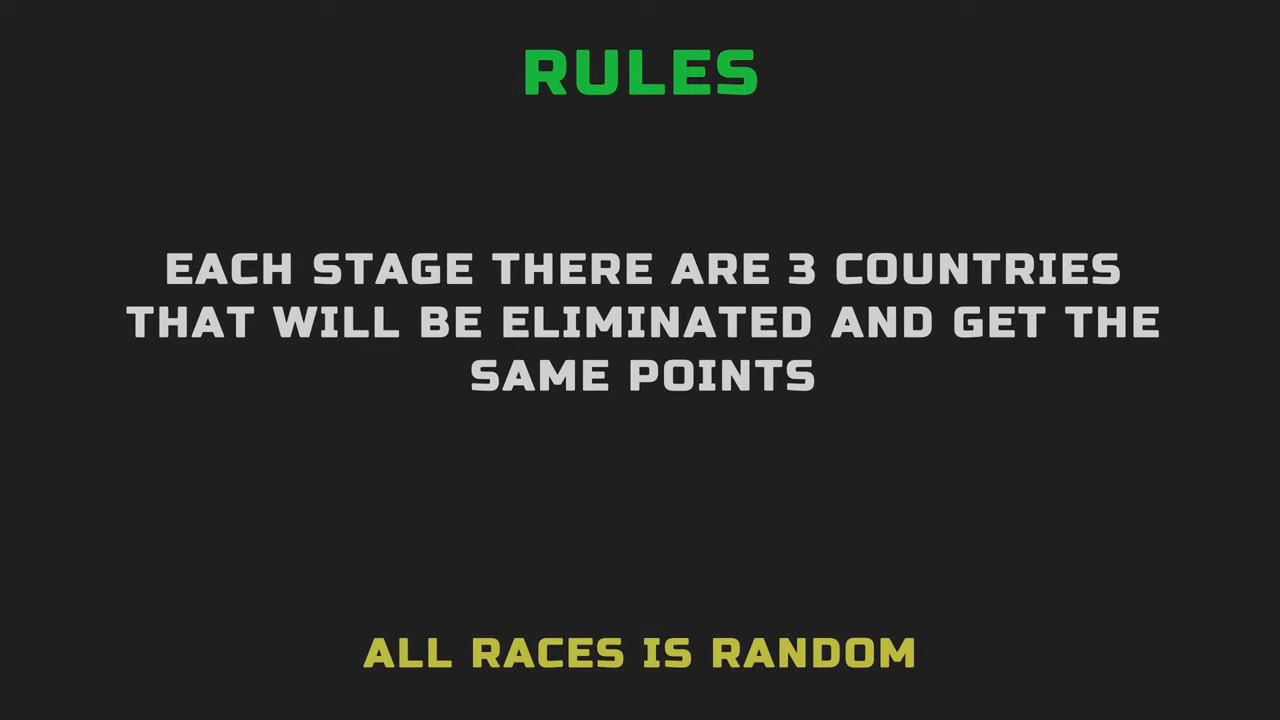 RULES
EACH STAGE THERE ARE 3 COUNTRIES
THAT WILL BE ELIMINATED AND GET THE
SAME POINTS
ALL RACES IS RANDOM